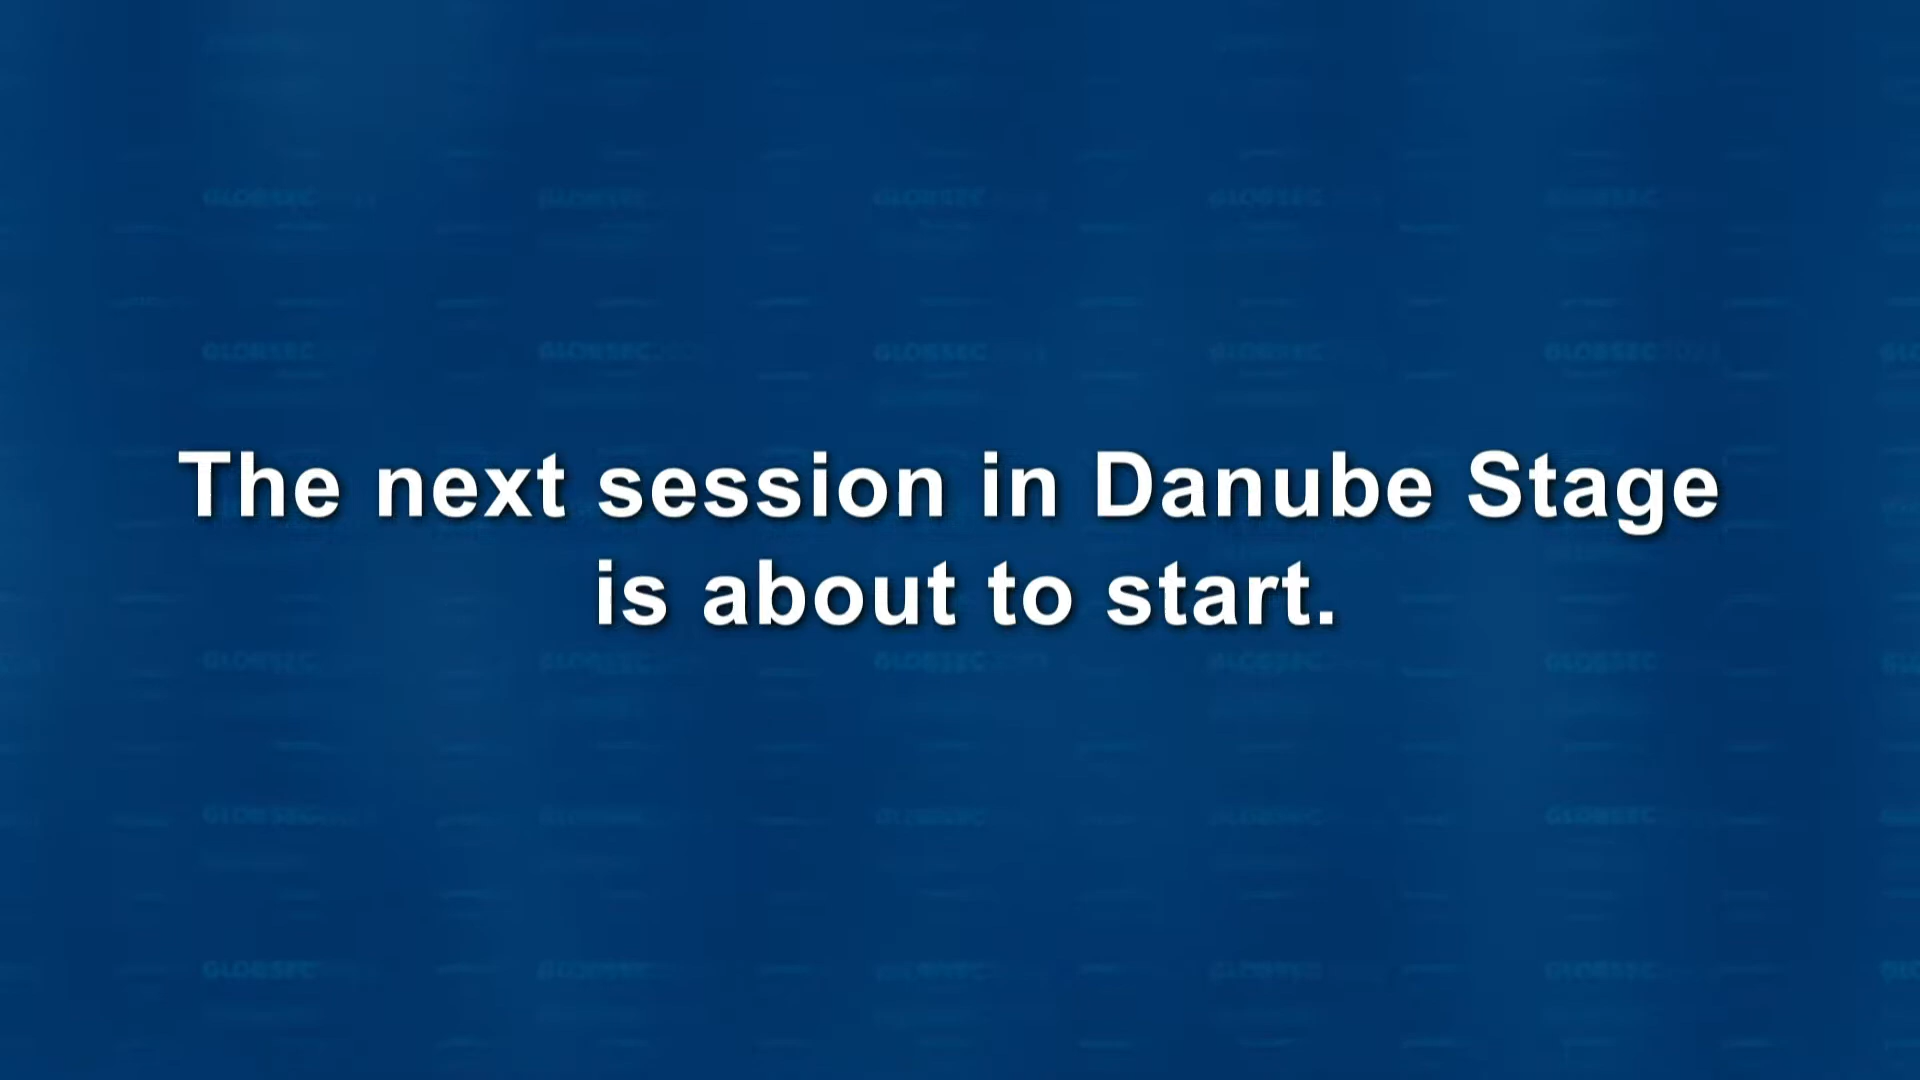 The next session in Danube Stage
is about to start.